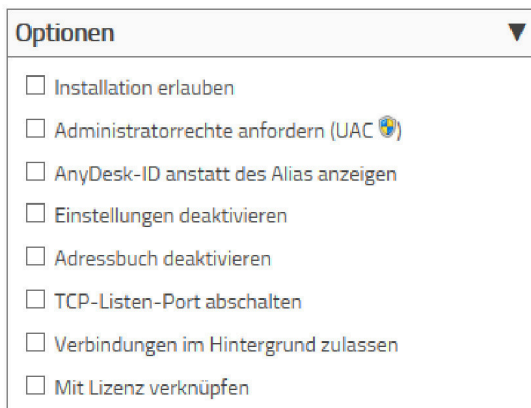 Optionen
Installation erlauben
Administratorrechte anfordern (UAC)
AnyDesk-ID anstatt des Alias anzeigen
Einstellungen deaktivieren
Adressbuch deaktivieren
TCP-Listen-Port abschalten
Verbindungen im Hintergrund zulassen
Mit Lizenz verknüpfen